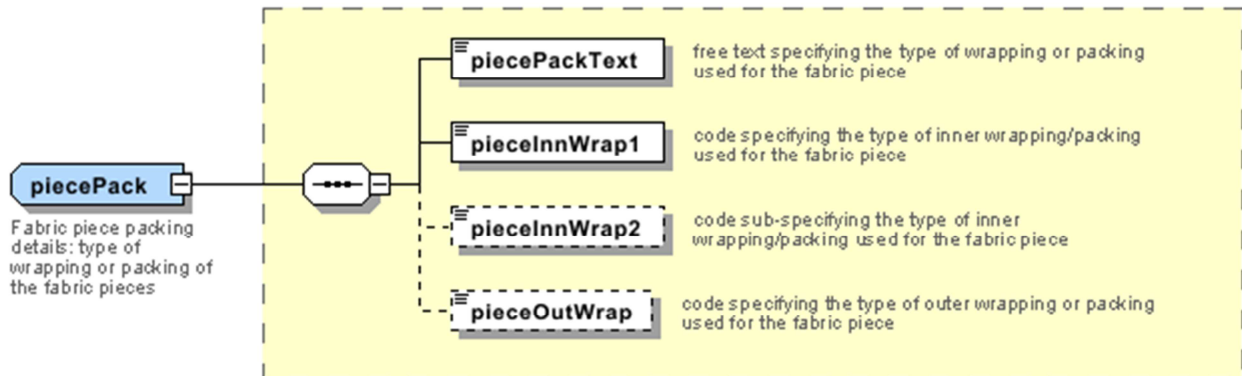 piecePackText
free text specifying the type of wrapping or packing
used for the fabric piece
pieceInnWrap1
code specifying the type of inner wrapping/packing
used for the fabric piece
piecePack
Fabric piece packing
details: type of
wrapping or packing of
the fabric pieces
pieceInnWrap2
code sub-specifying the type of inner
wrapping/packing used for the fabric piece
pieceOutWrap
code specifying the type of outer wrapping or packing
used for the fabric piece